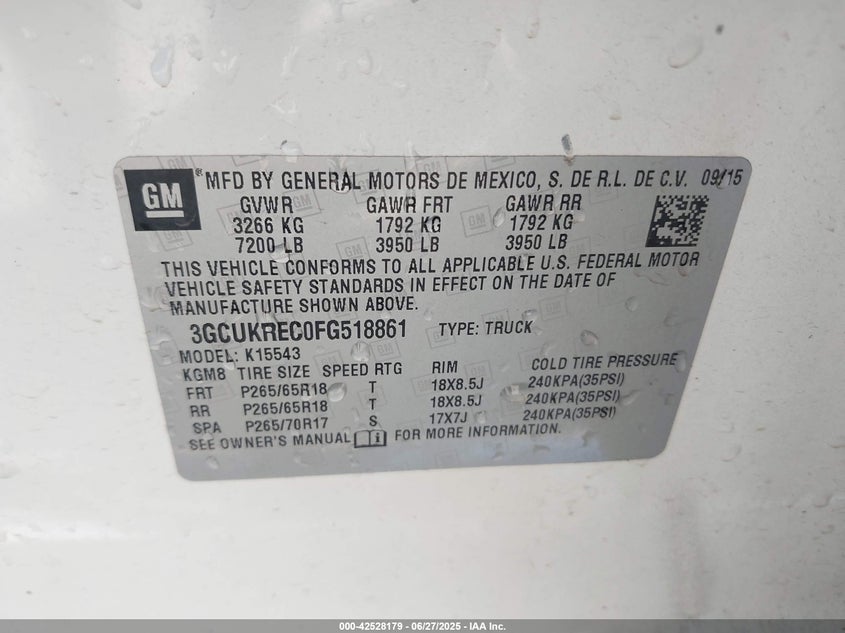 GM ® MFD BY GENERAL MOTORS DE MEXICO, S. DE R.L. DE C.V. 09/15
GVWR GAWR FRT GAWR RR
3266 KG 1792 KG 1792 KG
7200 LB 3950 LB 3950 LB
THIS VEHICLE CONFORMS TO ALL APPLICABLE U.S. FEDERAL MOTOR
VEHICLE SAFETY STANDARDS IN EFFECT ON THE DATE OF
MANUFACTURE SHOWN ABOVE.
3GCUKREC0FG518861 TYPE: TRUCK
MODEL: K15543
KGM8 TIRE SIZE SPEED RTG RIM COLD TIRE PRESSURE
FRT P265/65R18 T 18X8.5J 240KPA(35PSI)
RR P265/65R18 T 18X8.5J 240KPA(35PSI)
SPA P265/70R17 S 17X7J 240KPA(35PSI)
SEE OWNER'S MANUAL FOR MORE INFORMATION.
000-42528179 - 06/27/2025 - IAA Inc.